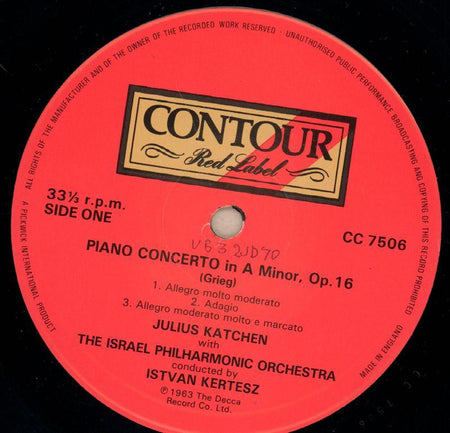 ALL RIGHTS OF THE MANUFACTURER AND OF THE OWNER OF THE RECORDED WORK RESERVED · UNAUTHORISED PUBLIC PERFORMANCE BROADCASTING AND COPYING OF THIS RECORD PROHIBITED
CONTOUR
Red Label
33⅓ r.p.m.
SIDE ONE
CC 7506
PIANO CONCERTO in A Minor, Op.16
(Grieg)
1. Allegro molto moderato
2. Adagio
3. Allegro moderato molto e marcato
JULIUS KATCHEN
with
THE ISRAEL PHILHARMONIC ORCHESTRA
conducted by
ISTVAN KERTESZ
℗1963 The Decca
Record Co. Ltd.
A PICKWICK INTERNATIONAL PRODUCT
MADE IN ENGLAND